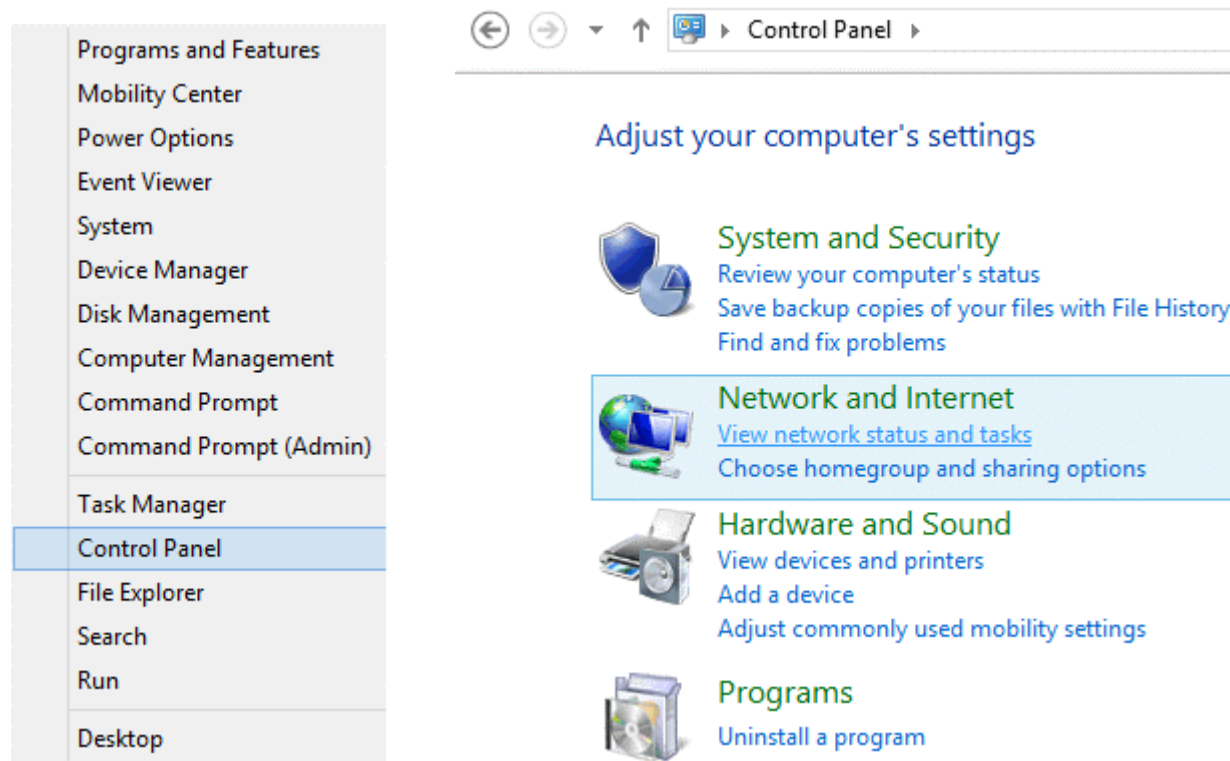 Programs and Features
Mobility Center
Power Options
Event Viewer
System
Device Manager
Disk Management
Computer Management
Command Prompt
Command Prompt (Admin)
Task Manager
Control Panel
File Explorer
Search
Run
Desktop
Control Panel
Adjust your computer's settings
System and Security
Review your computer's status
Save backup copies of your files with File History
Find and fix problems
Network and Internet
View network status and tasks
Choose homegroup and sharing options
Hardware and Sound
View devices and printers
Add a device
Adjust commonly used mobility settings
Programs
Uninstall a program